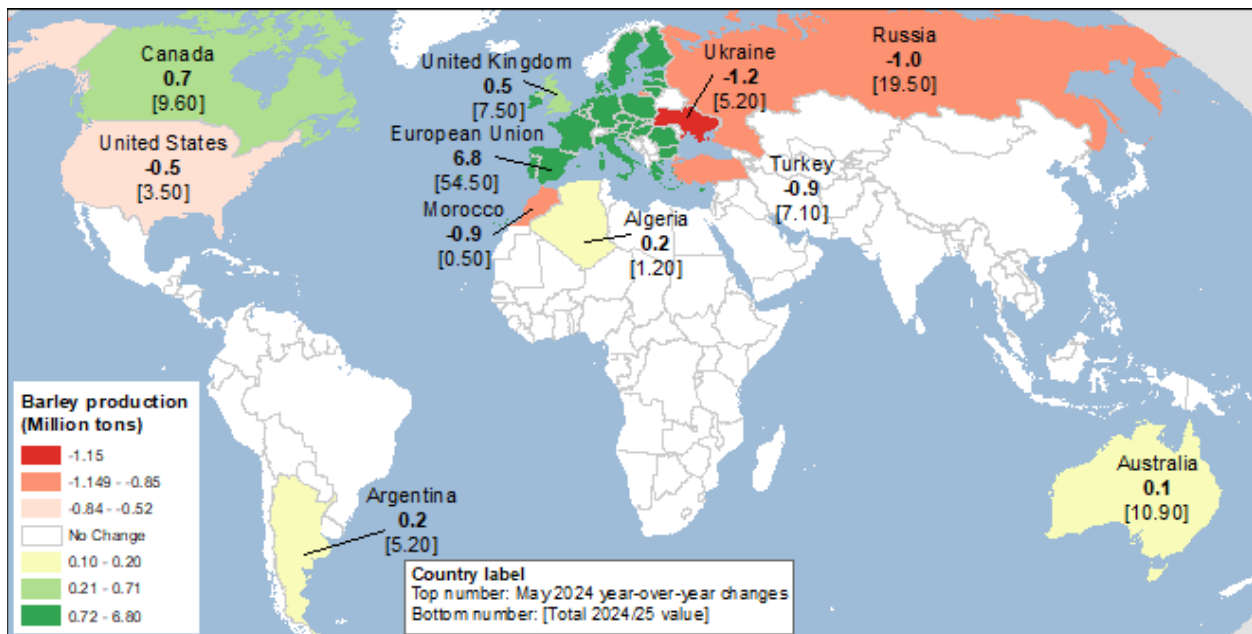 Canada
0.7
[9.60]
United States
-0.5
[3.50]
United Kingdom
0.5
[7.50]
European Union
6.8
[54.50]
Morocco
-0.9
[0.50]
Algeria
0.2
[1.20]
Ukraine
-1.2
[5.20]
Russia
-1.0
[19.50]
Turkey
-0.9
[7.10]
Argentina
0.2
[5.20]
Australia
0.1
[10.90]
Barley production
(Million tons)
-1.15
-1.149 - -0.85
-0.84 - -0.52
No Change
0.10 - 0.20
0.21 - 0.71
0.72 - 6.80
Country label
Top number: May 2024 year-over-year changes
Bottom number: [Total 2024/25 value]